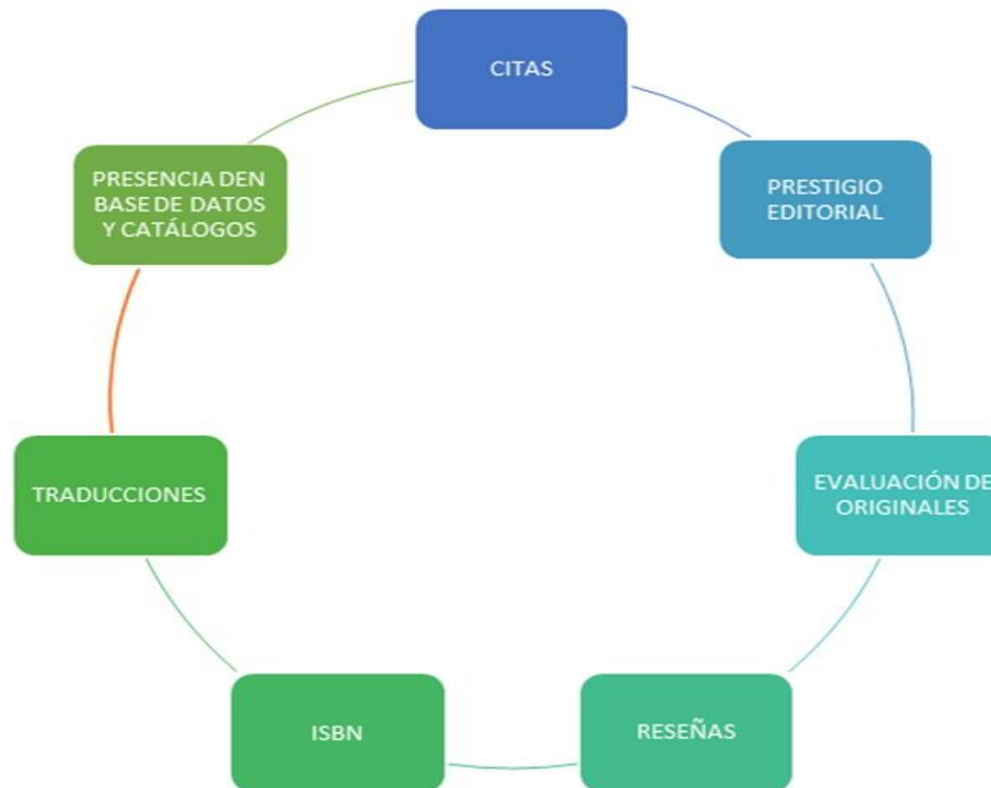 CITAS
PRESTIGIO
EDITORIAL
EVALUACIÓN DE
ORIGINALES
RESEÑAS
ISBN
TRADUCCIONES
PRESENCIA DEN
BASE DE DATOS
Y CATÁLOGOS